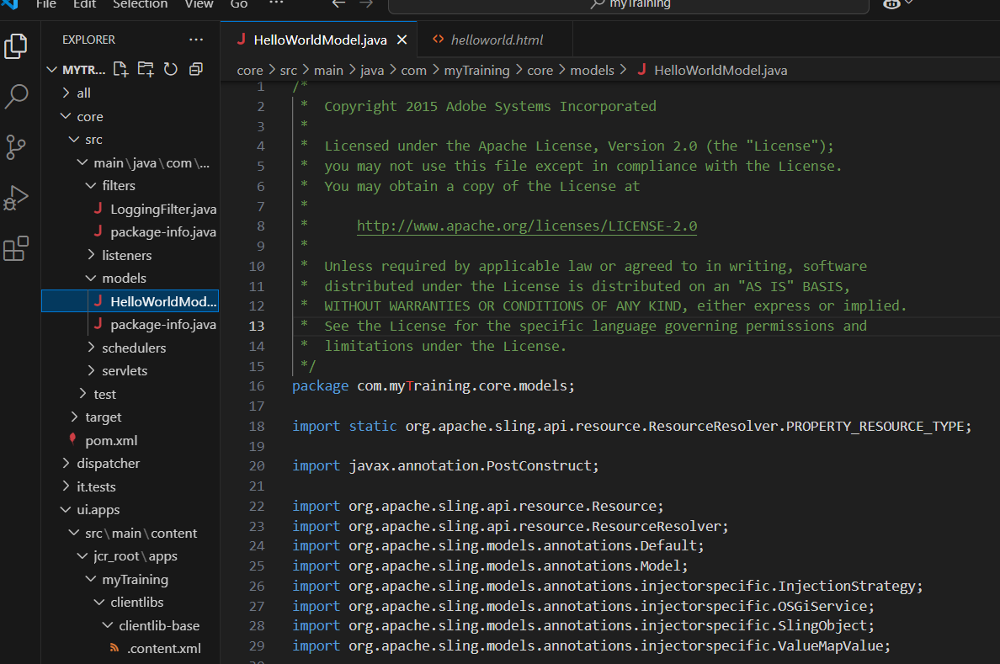 File Edit Selection View Go ··· myTraining
EXPLORER ···
MYTR...
all
core
src
main\java\com\...
filters
LoggingFilter.java
package-info.java
listeners
models
HelloWorldMod...
package-info.java
schedulers
servlets
test
target
pom.xml
dispatcher
it.tests
ui.apps
src\main\content
jcr_root\apps
myTraining
clientlibs
clientlib-base
.content.xml
J HelloWorldModel.java × <> helloworld.html
core > src > main > java > com > myTraining > core > models > J HelloWorldModel.java
1 /*
2 * Copyright 2015 Adobe Systems Incorporated
3 *
4 * Licensed under the Apache License, Version 2.0 (the "License");
5 * you may not use this file except in compliance with the License.
6 * You may obtain a copy of the License at
7 *
8 * http://www.apache.org/licenses/LICENSE-2.0
9 *
10 * Unless required by applicable law or agreed to in writing, software
11 * distributed under the License is distributed on an "AS IS" BASIS,
12 * WITHOUT WARRANTIES OR CONDITIONS OF ANY KIND, either express or implied.
13 * See the License for the specific language governing permissions and
14 * limitations under the License.
15 */
16 package com.myTraining.core.models;
17
18 import static org.apache.sling.api.resource.ResourceResolver.PROPERTY_RESOURCE_TYPE;
19
20 import javax.annotation.PostConstruct;
21
22 import org.apache.sling.api.resource.Resource;
23 import org.apache.sling.api.resource.ResourceResolver;
24 import org.apache.sling.models.annotations.Default;
25 import org.apache.sling.models.annotations.Model;
26 import org.apache.sling.models.annotations.injectorspecific.InjectionStrategy;
27 import org.apache.sling.models.annotations.injectorspecific.OSGiService;
28 import org.apache.sling.models.annotations.injectorspecific.SlingObject;
29 import org.apache.sling.models.annotations.injectorspecific.ValueMapValue;